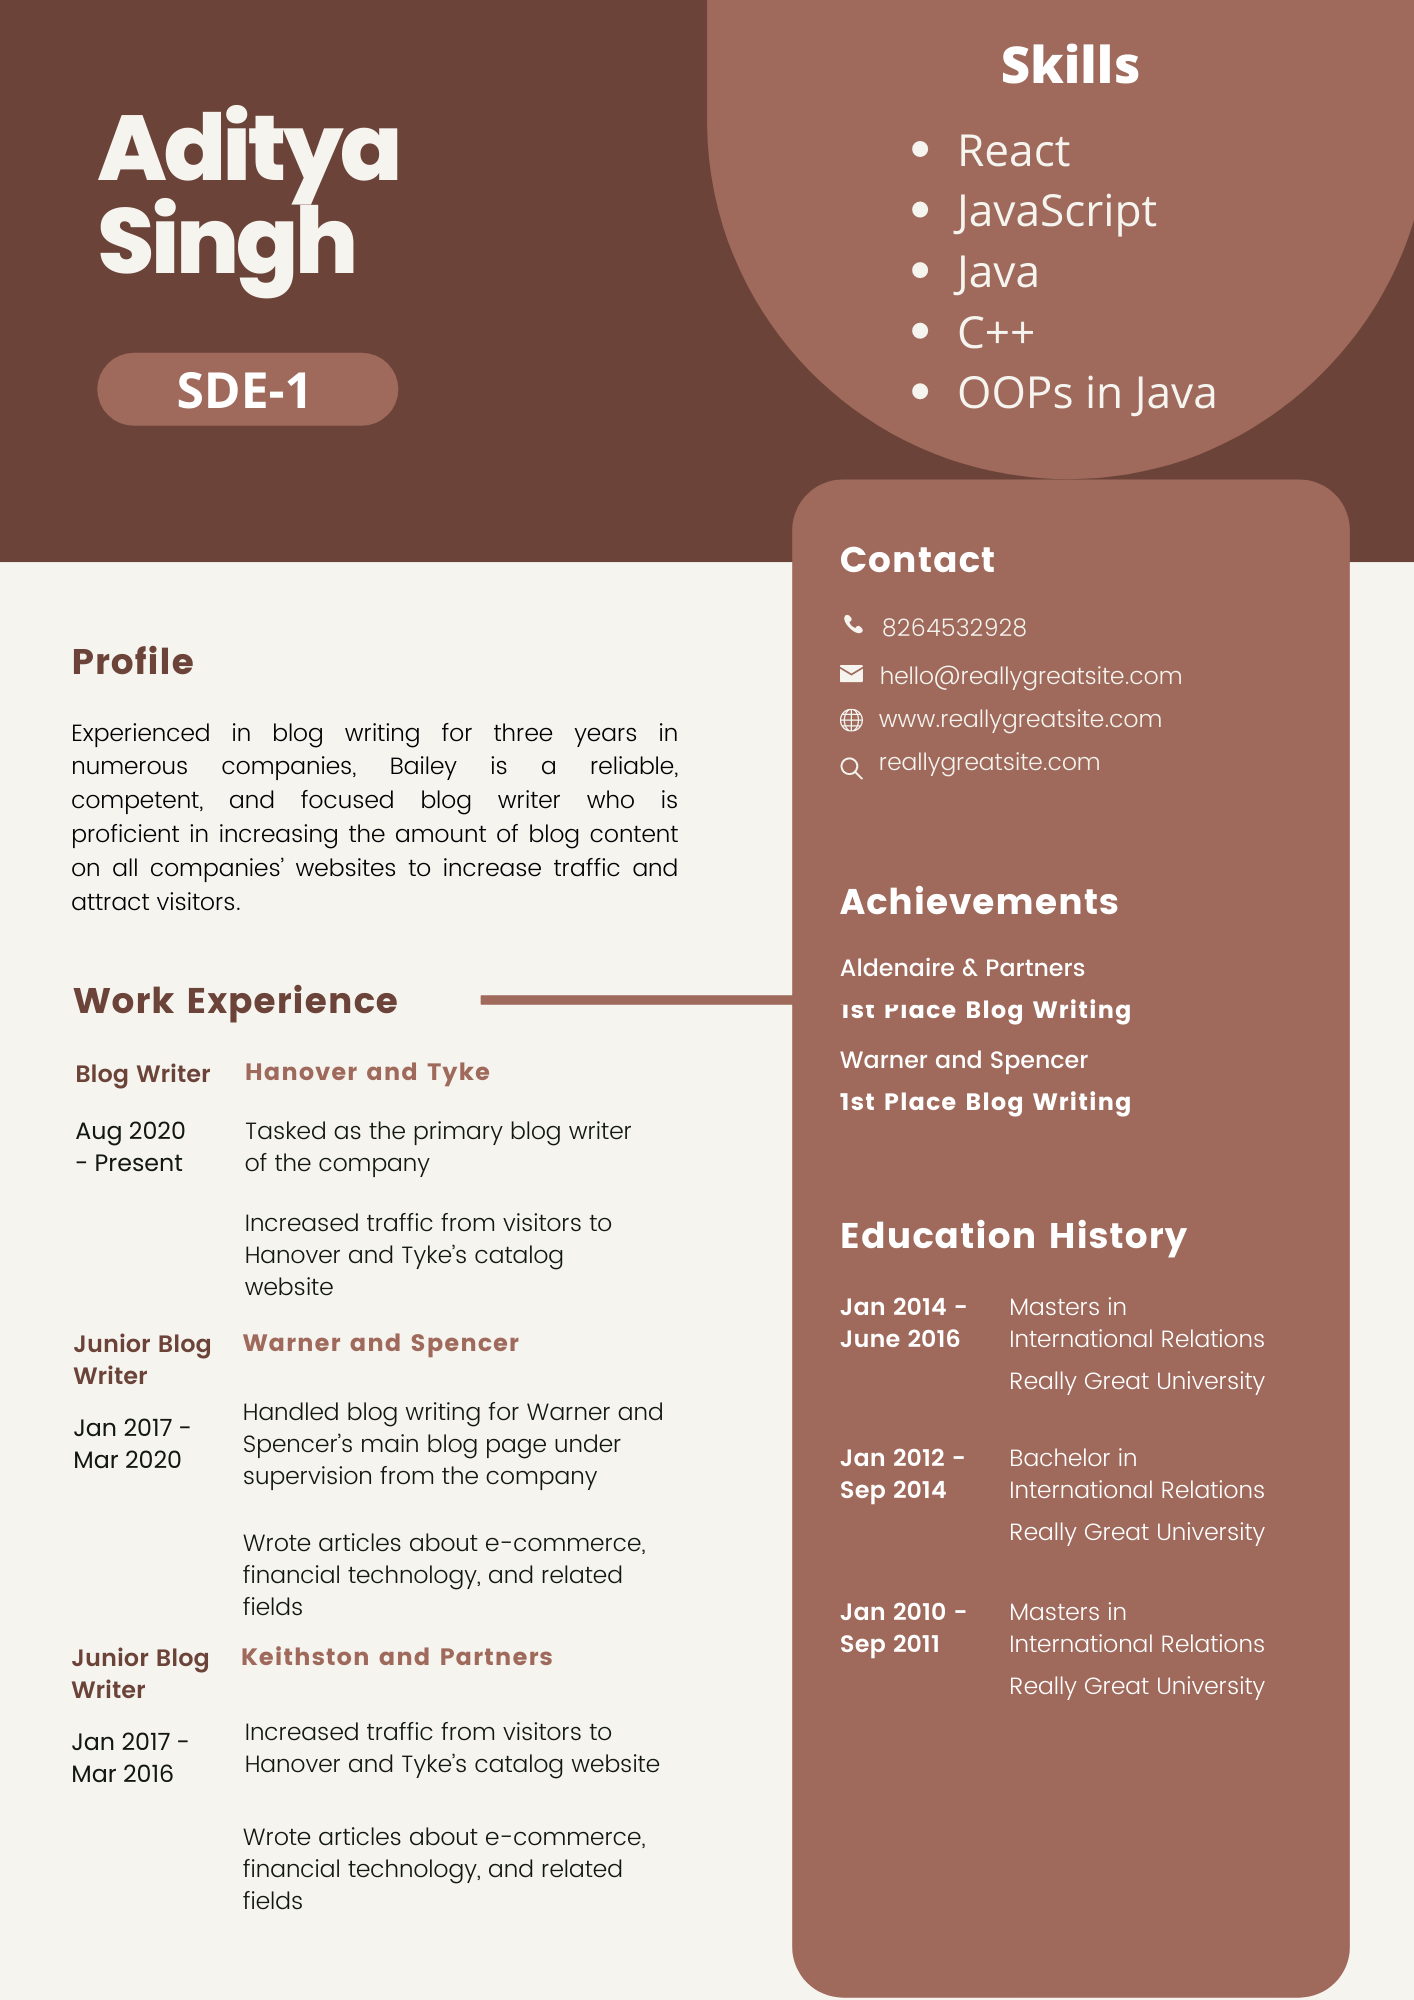 Aditya
Singh
SDE-1
Skills
• React
• JavaScript
• Java
• C++
• OOPs in Java
Profile
Experienced in blog writing for three years in
numerous companies, Bailey is a reliable,
competent, and focused blog writer who is
proficient in increasing the amount of blog content
on all companies’ websites to increase traffic and
attract visitors.
Work Experience
Blog Writer
Aug 2020
- Present
Hanover and Tyke
Tasked as the primary blog writer
of the company
Increased traffic from visitors to
Hanover and Tyke’s catalog
website
Junior Blog
Writer
Jan 2017 -
Mar 2020
Warner and Spencer
Handled blog writing for Warner and
Spencer’s main blog page under
supervision from the company
Wrote articles about e-commerce,
financial technology, and related
fields
Junior Blog
Writer
Jan 2017 -
Mar 2016
Keithston and Partners
Increased traffic from visitors to
Hanover and Tyke’s catalog website
Wrote articles about e-commerce,
financial technology, and related
fields
Contact
8264532928
hello@reallygreatsite.com
www.reallygreatsite.com
reallygreatsite.com
Achievements
Aldenaire & Partners
1st Place Blog Writing
Warner and Spencer
1st Place Blog Writing
Education History
Jan 2014 -
June 2016
Masters in
International Relations
Really Great University
Jan 2012 -
Sep 2014
Bachelor in
International Relations
Really Great University
Jan 2010 -
Sep 2011
Masters in
International Relations
Really Great University